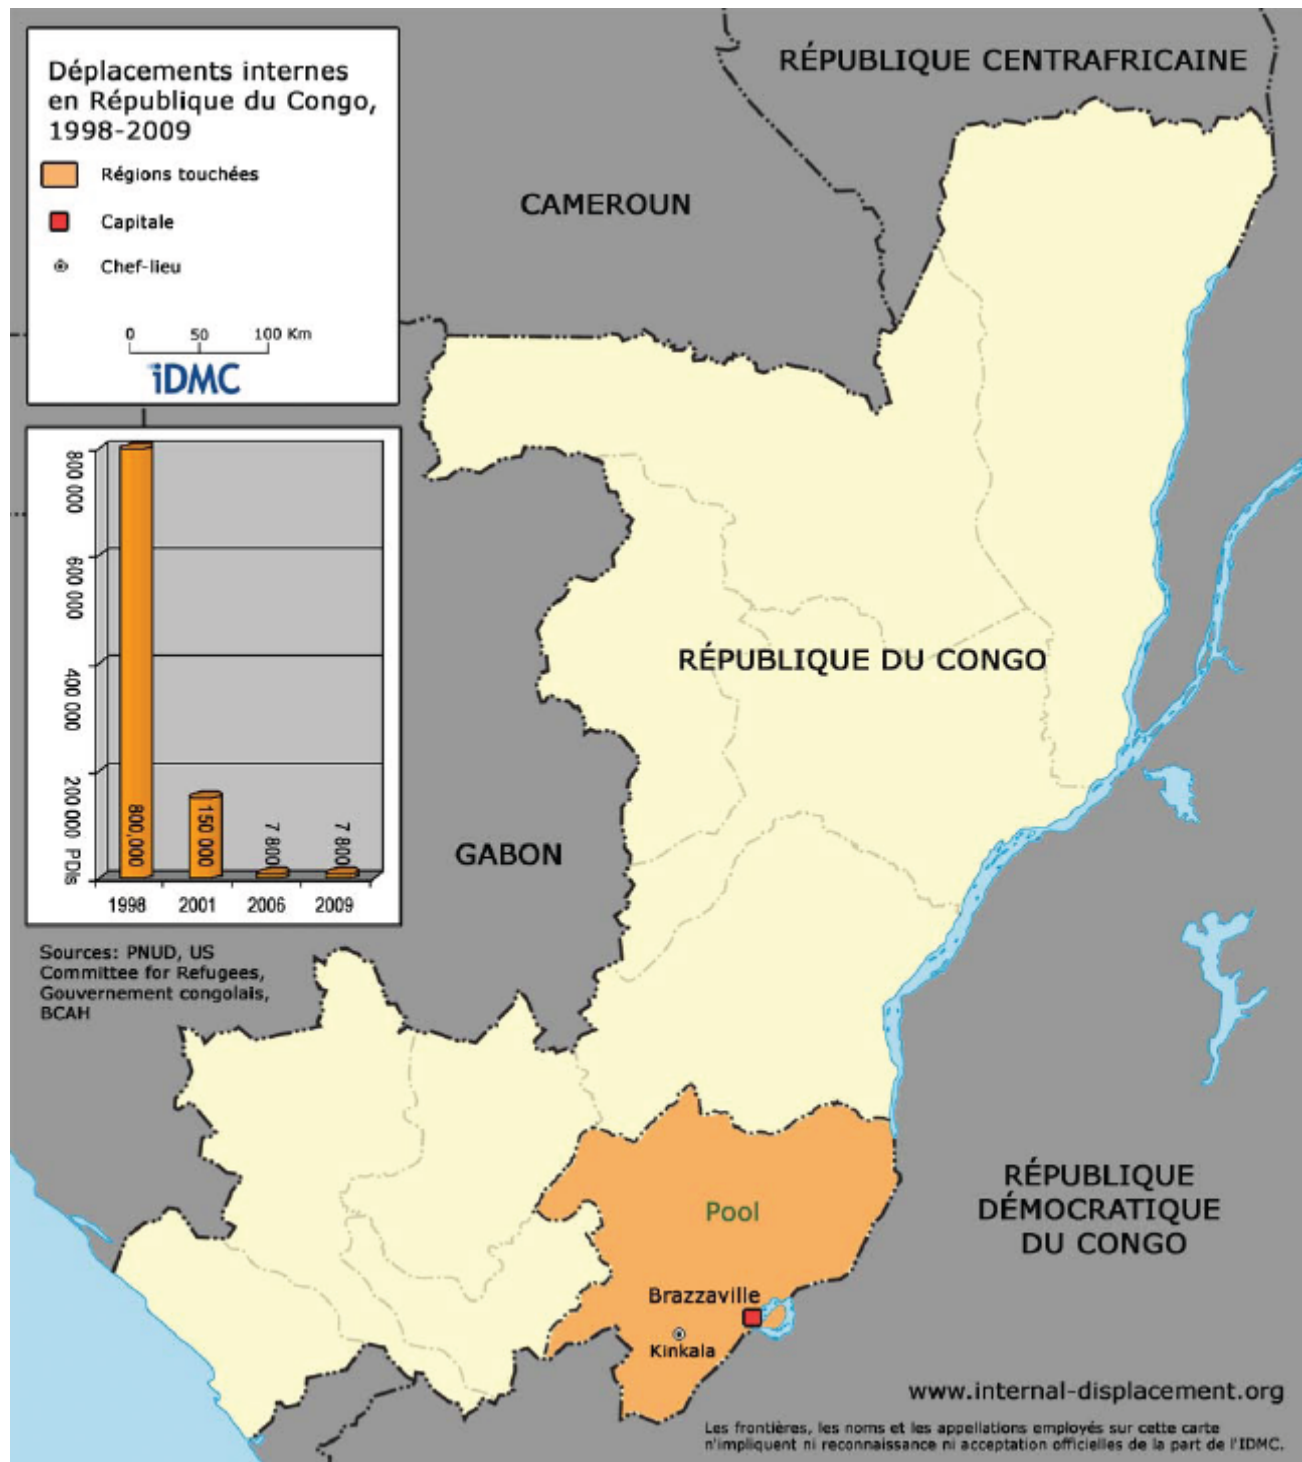 Déplacements internes
en République du Congo,
1998-2009
Régions touchées
Capitale
Chef-lieu
0 50 100 Km
iDMC
800 000
600 000
400 000
200 000 PDIs
800,000
150 000
7 800
7 800
1998 2001 2006 2009
Sources: PNUD, US
Committee for Refugees,
Gouvernement congolais,
BCAH
RÉPUBLIQUE CENTRAFRICAINE
CAMEROUN
RÉPUBLIQUE DU CONGO
GABON
RÉPUBLIQUE
DÉMOCRATIQUE
DU CONGO
Pool
Brazzaville
Kinkala
www.internal-displacement.org
Les frontières, les noms et les appellations employés sur cette carte
n'impliquent ni reconnaissance ni acceptation officielles de la part de l'IDMC.